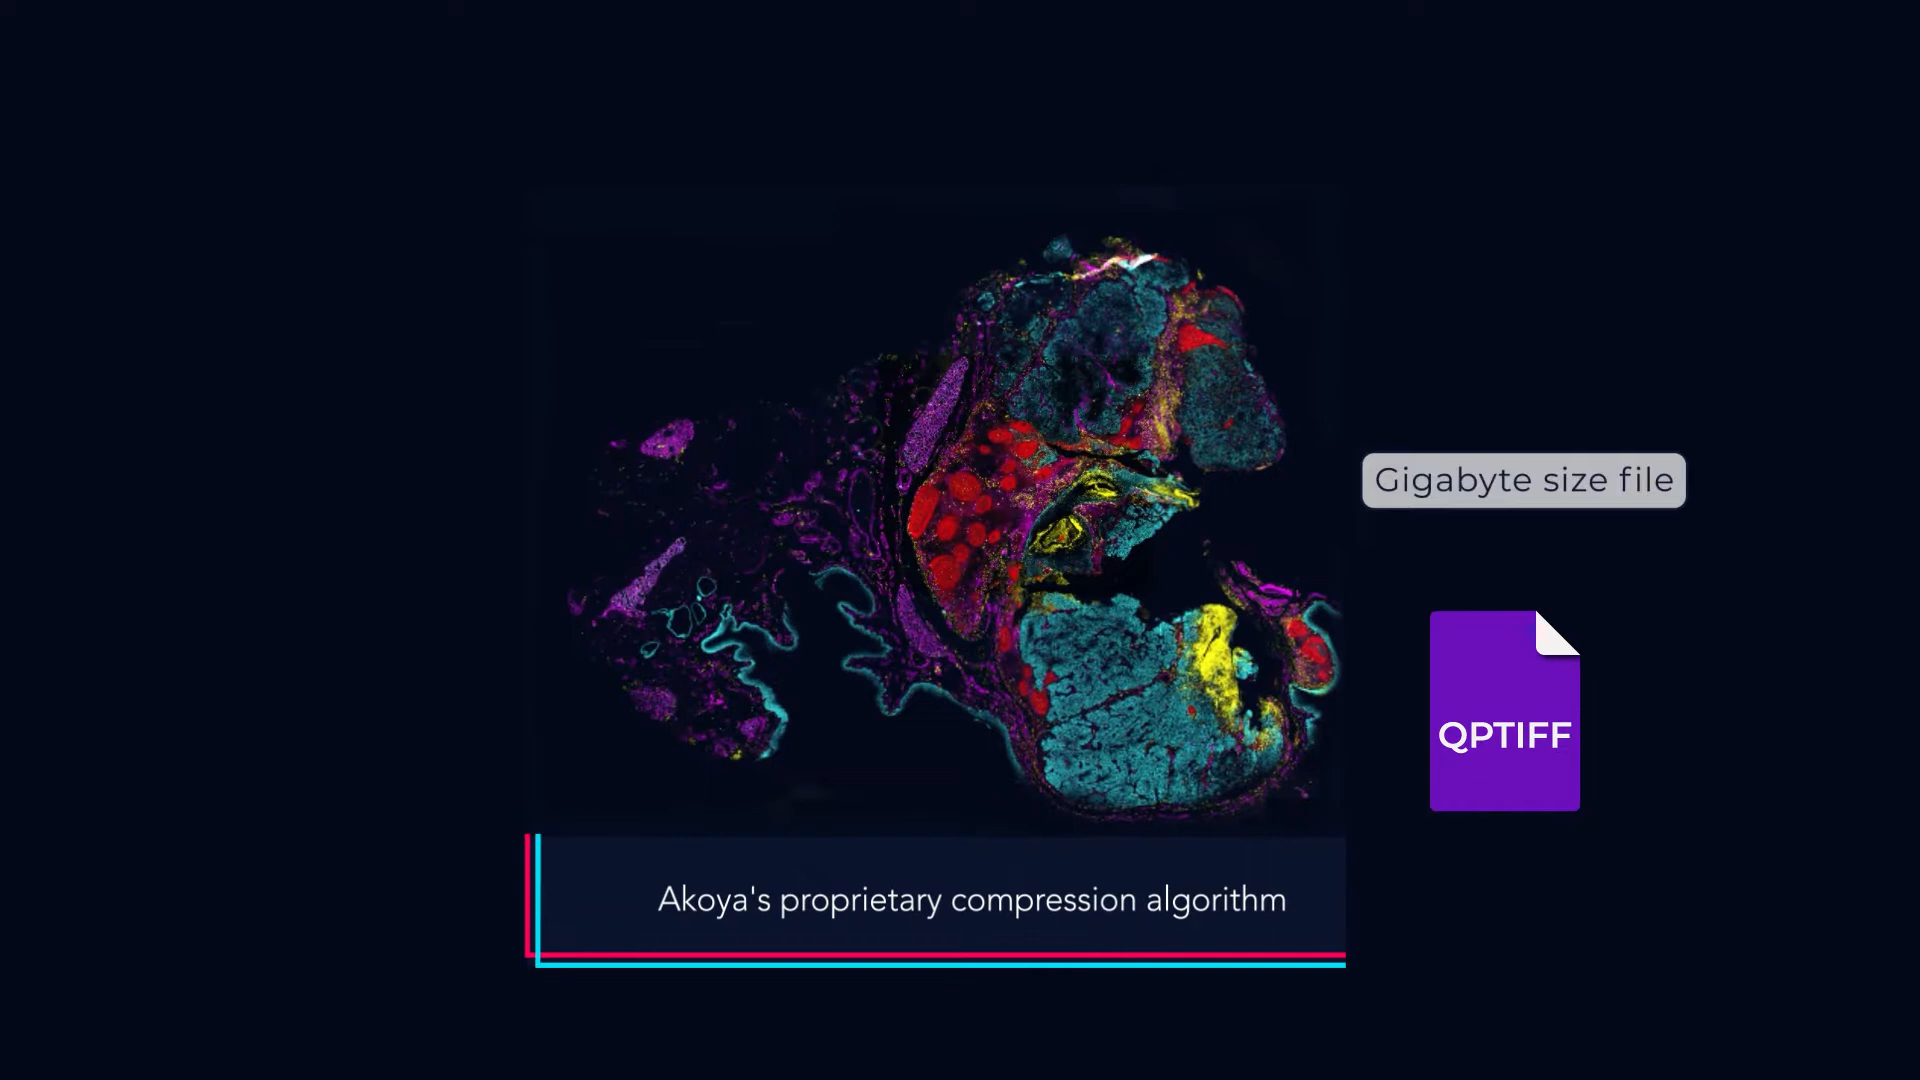 Gigabyte size file
QPTIFF
Akoya's proprietary compression algorithm